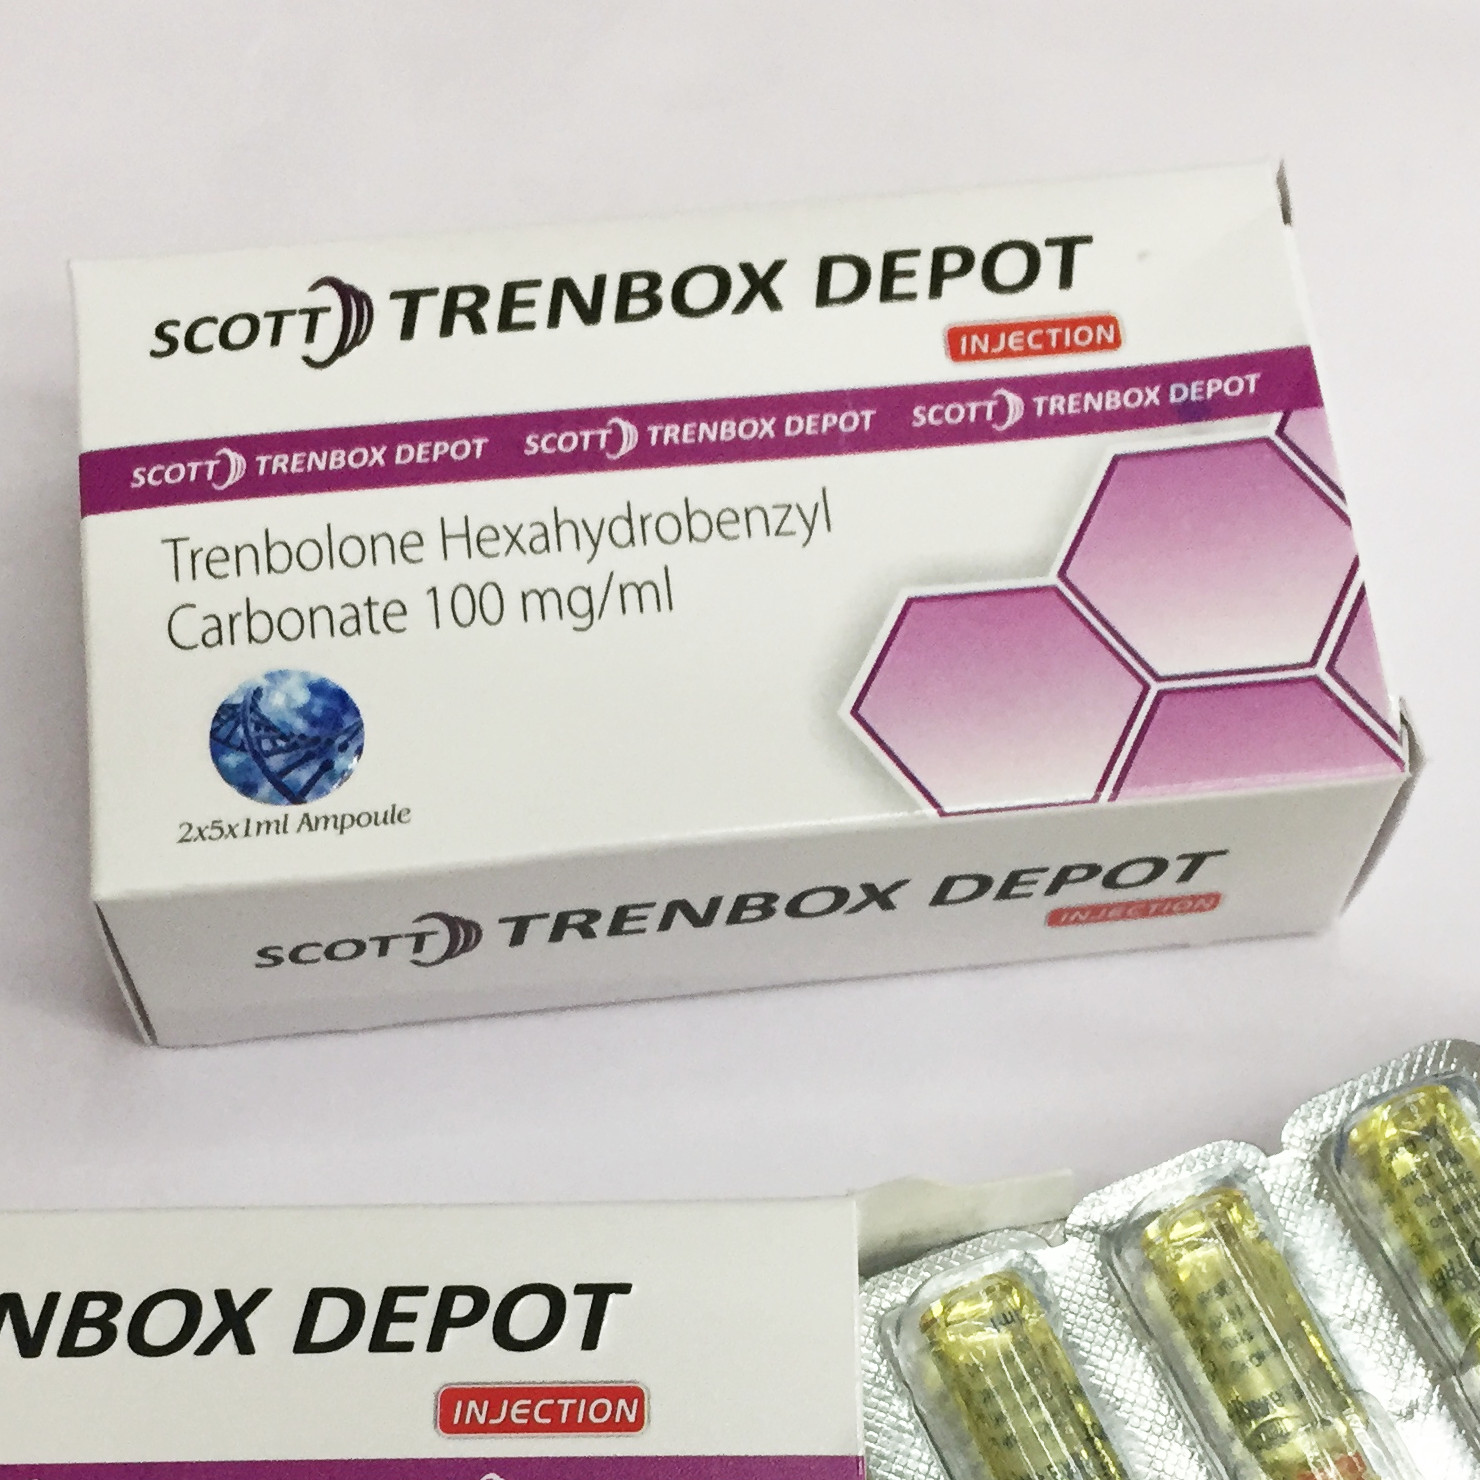 SCOTT TRENBOX DEPOT
INJECTION
SCOTT TRENBOX DEPOT SCOTT TRENBOX DEPOT SCOTT TRENBOX DEPOT
Trenbolone Hexahydrobenzyl
Carbonate 100 mg/ml
2x5x1ml Ampoule
SCOTT TRENBOX DEPOT
INJECTION
NBOX DEPOT
INJECTION